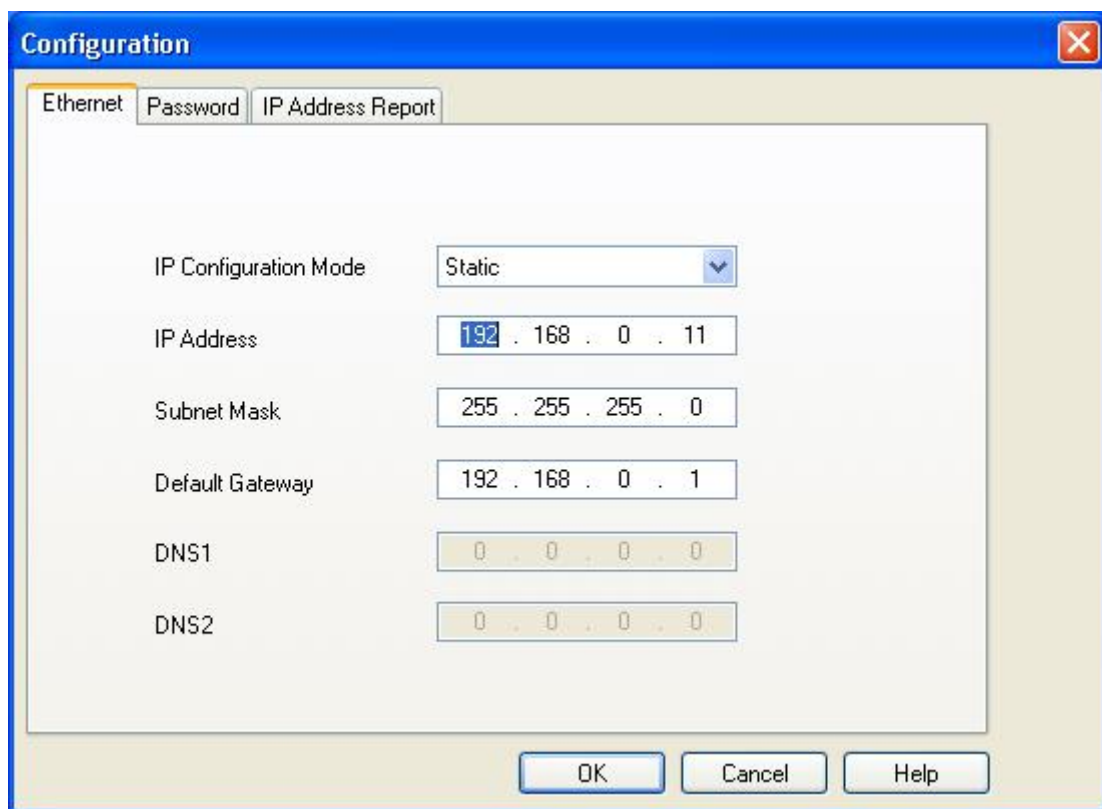 Configuration
Ethernet Password IP Address Report
IP Configuration Mode Static
IP Address 192 . 168 . 0 . 11
Subnet Mask 255 . 255 . 255 . 0
Default Gateway 192 . 168 . 0 . 1
DNS1 0 . 0 . 0 . 0
DNS2 0 . 0 . 0 . 0
OK Cancel Help